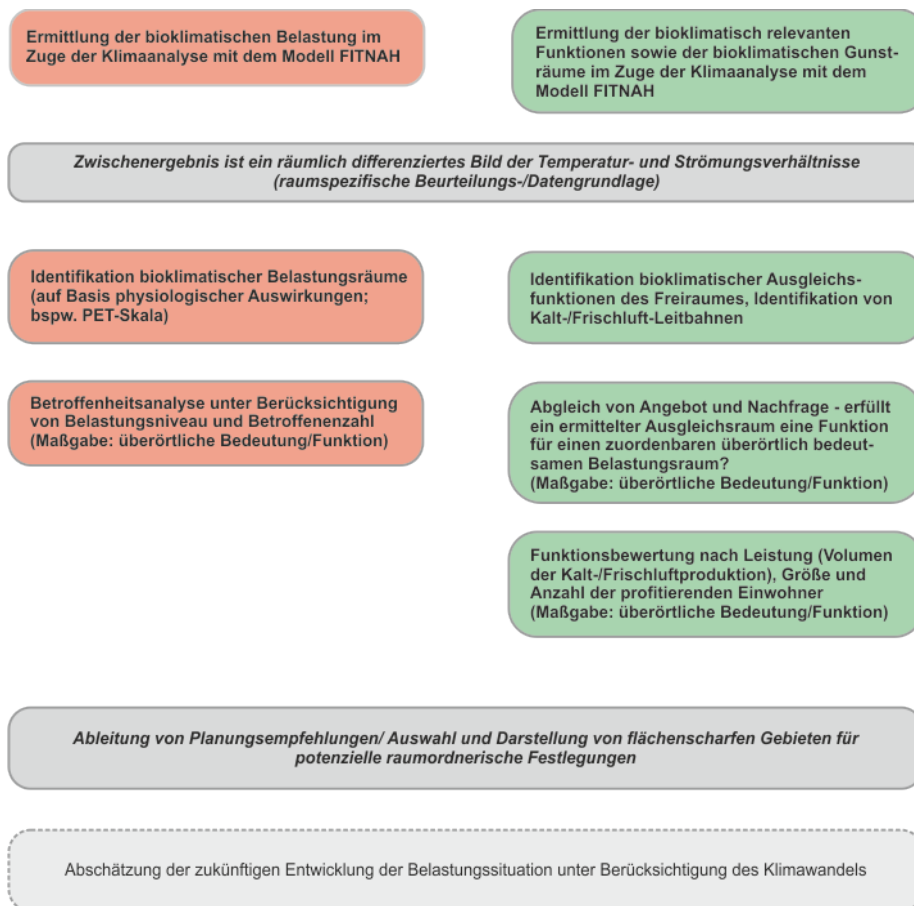 Ermittlung der bioklimatischen Belastung im
Zuge der Klimaanalyse mit dem Modell FITNAH
Ermittlung der bioklimatisch relevanten
Funktionen sowie der bioklimatischen Gunst-
räume im Zuge der Klimaanalyse mit dem
Modell FITNAH
Zwischenergebnis ist ein räumlich differenziertes Bild der Temperatur- und Strömungsverhältnisse
(raumspezifische Beurteilungs-/Datengrundlage)
Identifikation bioklimatischer Belastungsräume
(auf Basis physiologischer Auswirkungen;
bspw. PET-Skala)
Identifikation bioklimatischer Ausgleichs-
funktionen des Freiraumes, Identifikation von
Kalt-/Frischluft-Leitbahnen
Betroffenheitsanalyse unter Berücksichtigung
von Belastungsniveau und Betroffenenzahl
(Maßgabe: überörtliche Bedeutung/Funktion)
Abgleich von Angebot und Nachfrage - erfüllt
ein ermittelter Ausgleichsraum eine Funktion
für einen zuordenbaren überörtlich bedeut-
samen Belastungsraum?
(Maßgabe: überörtliche Bedeutung/Funktion)
Funktionsbewertung nach Leistung (Volumen
der Kalt-/Frischluftproduktion), Größe und
Anzahl der profitierenden Einwohner
(Maßgabe: überörtliche Bedeutung/Funktion)
Ableitung von Planungsempfehlungen/ Auswahl und Darstellung von flächenscharfen Gebieten für
potenzielle raumordnerische Festlegungen
Abschätzung der zukünftigen Entwicklung der Belastungssituation unter Berücksichtigung des Klimawandels